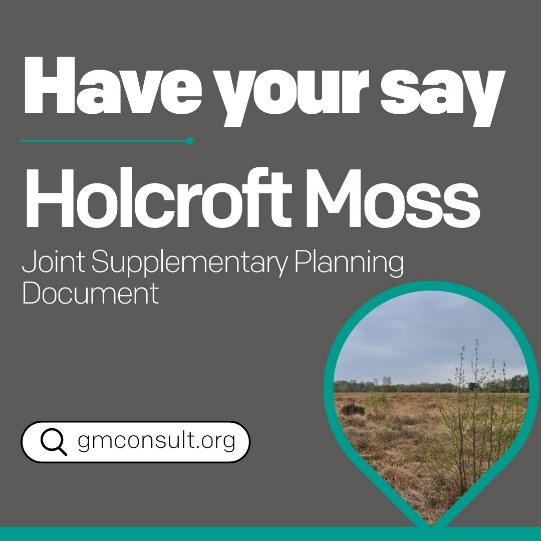 Have your say
Holcroft Moss
Joint Supplementary Planning
Document
gmconsult.org